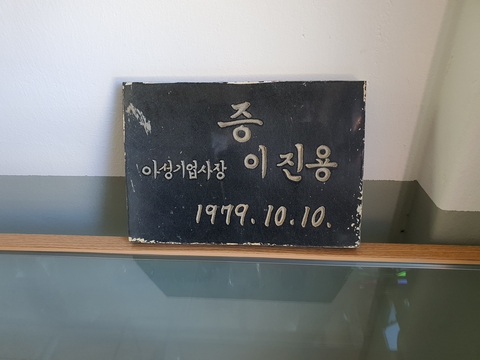 증
아성기업사장 이 진용
1979.10.10.